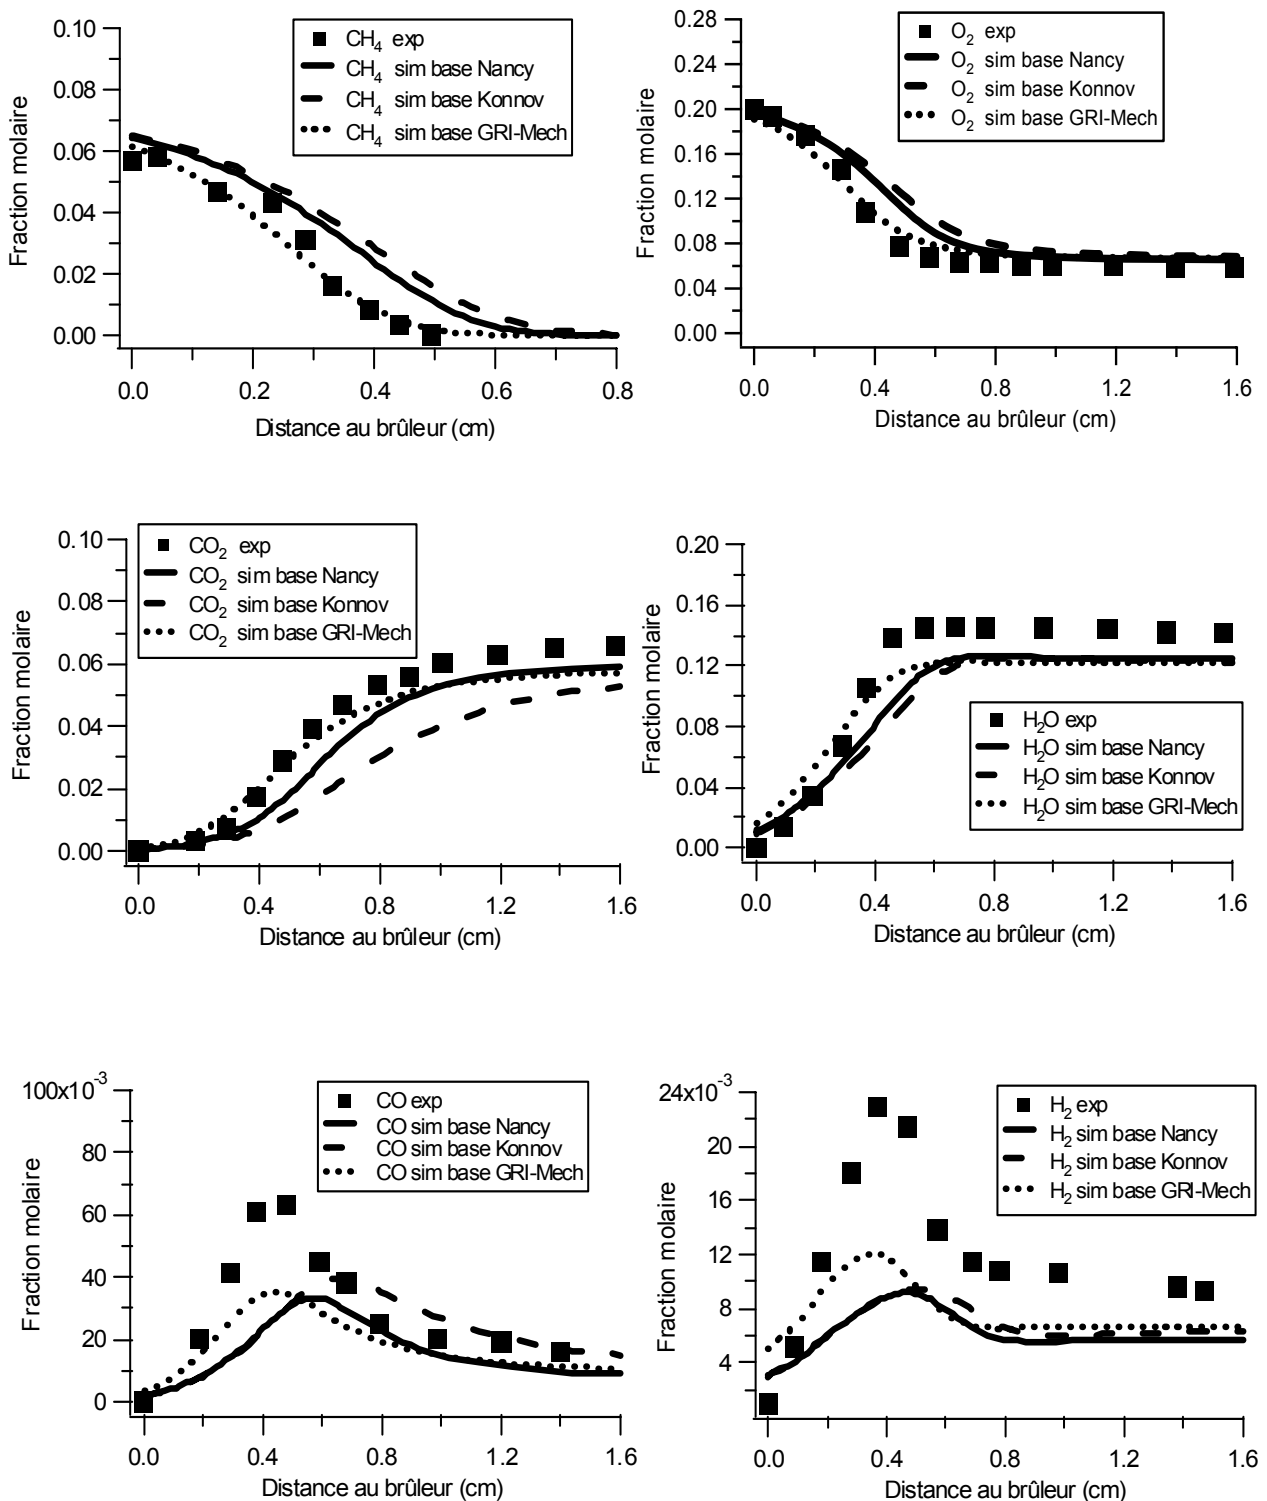 0.10
0.08
0.06
0.04
0.02
0.00
Fraction molaire
CH4 exp
CH4 sim base Nancy
CH4 sim base Konnov
CH4 sim base GRI-Mech
0.0 0.2 0.4 0.6 0.8
Distance au brûleur (cm)
0.28
0.24
0.20
0.16
0.12
0.08
0.04
0.00
Fraction molaire
O2 exp
O2 sim base Nancy
O2 sim base Konnov
O2 sim base GRI-Mech
0.0 0.4 0.8 1.2 1.6
Distance au brûleur (cm)
0.10
0.08
0.06
0.04
0.02
0.00
Fraction molaire
CO2 exp
CO2 sim base Nancy
CO2 sim base Konnov
CO2 sim base GRI-Mech
0.0 0.4 0.8 1.2 1.6
Distance au brûleur (cm)
0.20
0.16
0.12
0.08
0.04
0.00
Fraction molaire
H2O exp
H2O sim base Nancy
H2O sim base Konnov
H2O sim base GRI-Mech
0.0 0.4 0.8 1.2 1.6
Distance au brûleur (cm)
100x10-3
80
60
40
20
0
Fraction molaire
CO exp
CO sim base Nancy
CO sim base Konnov
CO sim base GRI-Mech
0.0 0.4 0.8 1.2 1.6
Distance au brûleur (cm)
24x10-3
20
16
12
8
4
Fraction molaire
H2 exp
H2 sim base Nancy
H2 sim base Konnov
H2 sim base GRI-Mech
0.0 0.4 0.8 1.2 1.6
Distance au brûleur (cm)